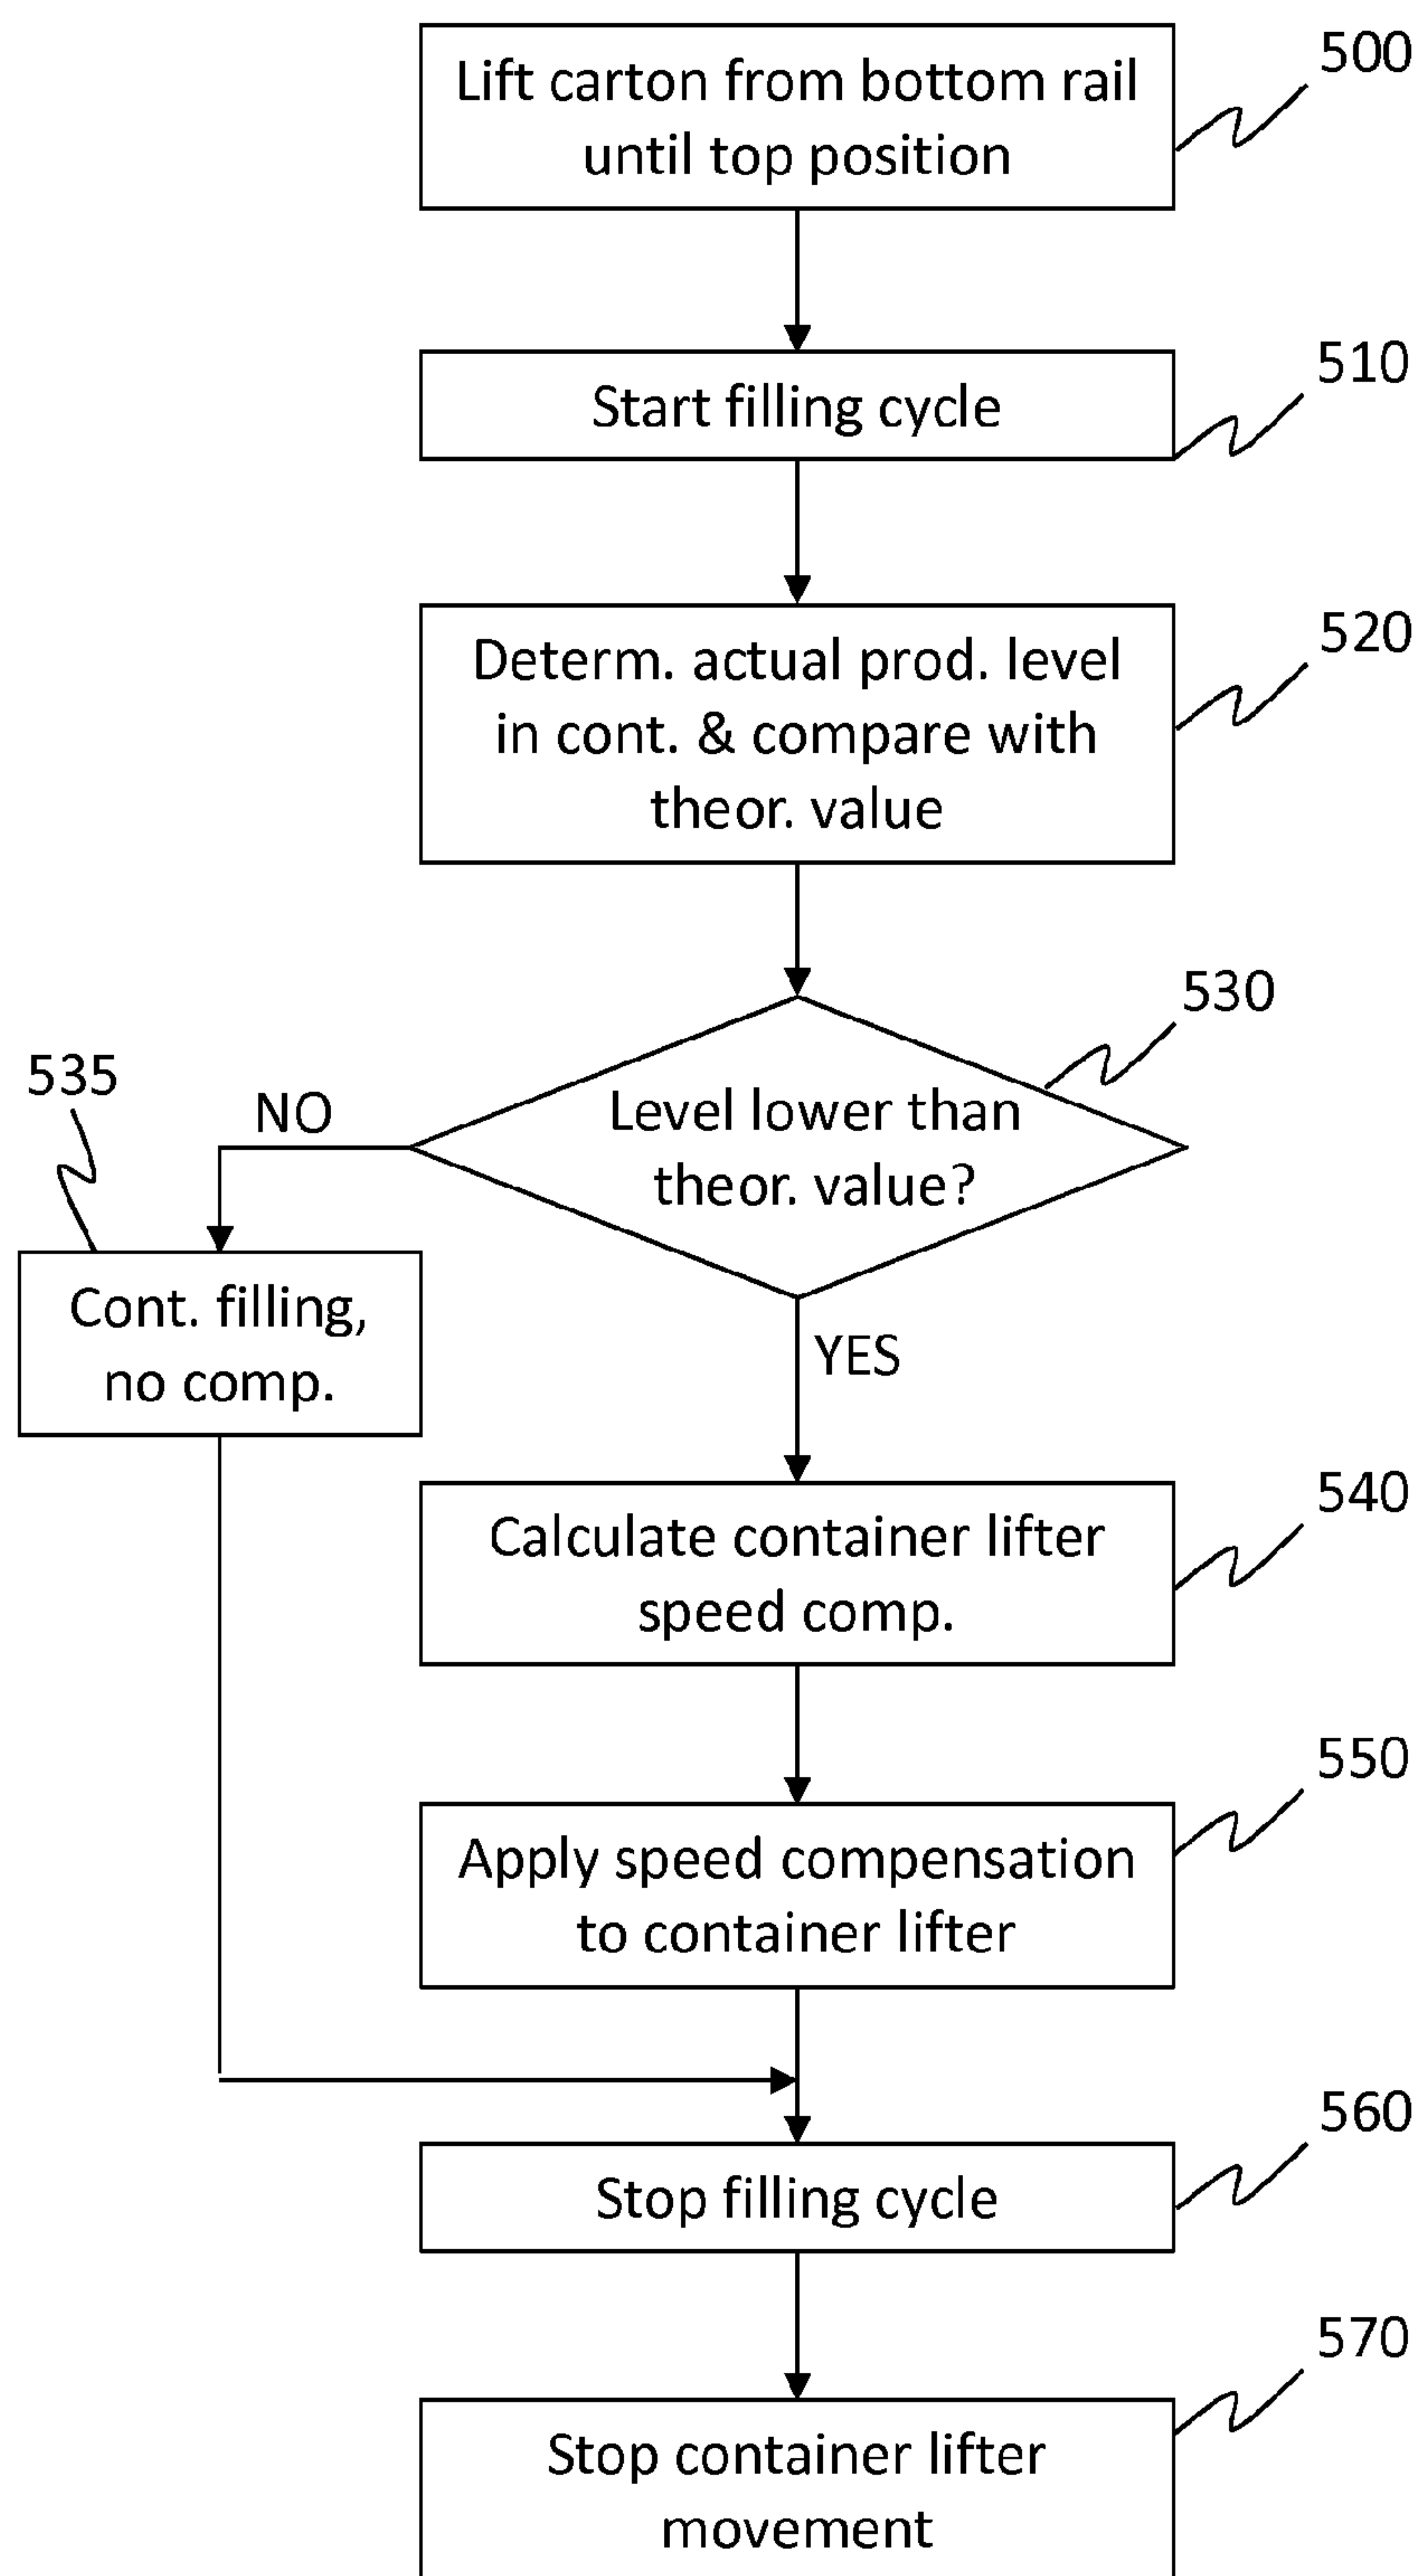 500
Lift carton from bottom rail
until top position
510
Start filling cycle
520
Determ. actual prod. level
in cont. & compare with
theor. value
530
Level lower than
theor. value?
535
NO
Cont. filling,
no comp.
YES
540
Calculate container lifter
speed comp.
550
Apply speed compensation
to container lifter
560
Stop filling cycle
570
Stop container lifter
movement